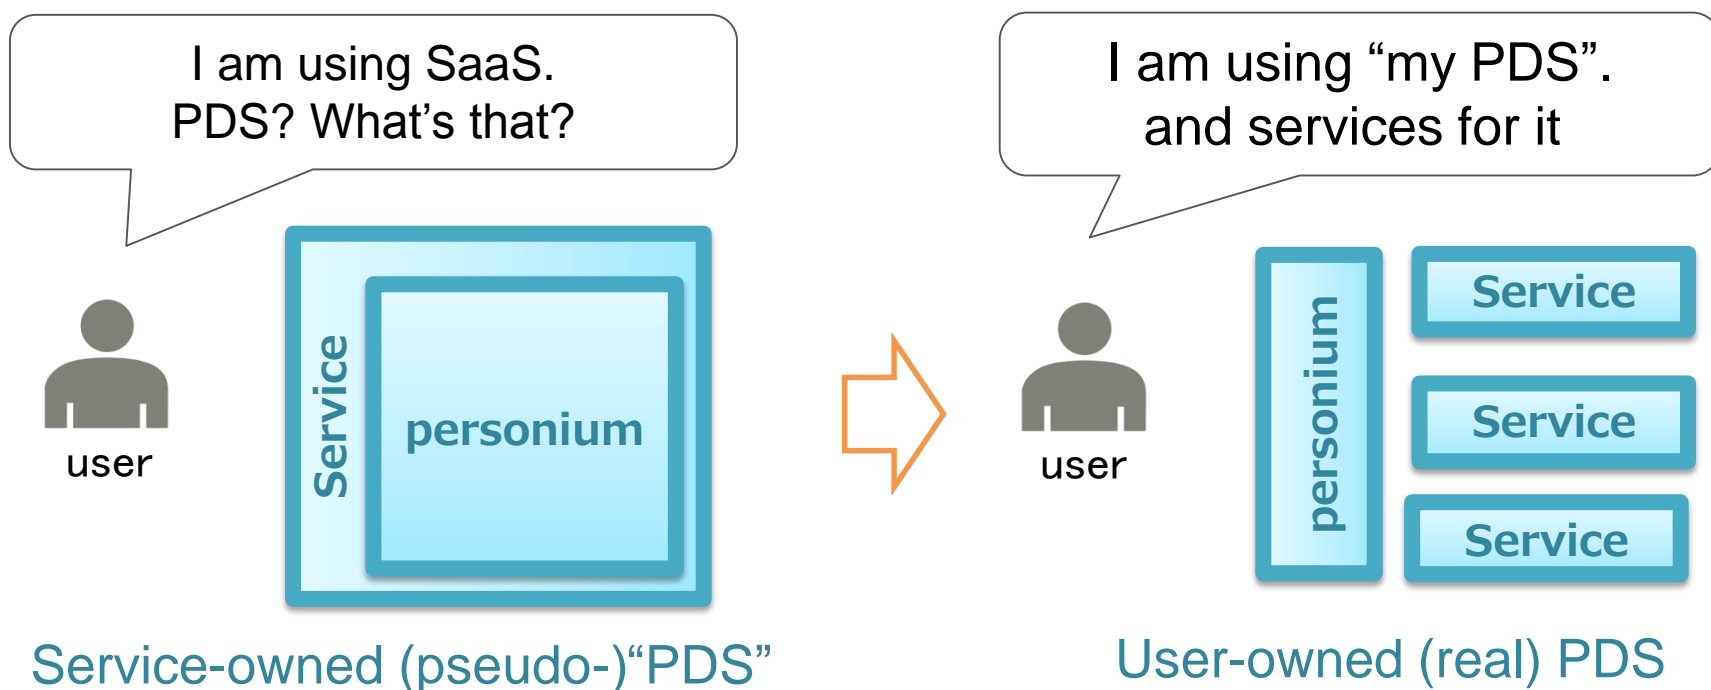 I am using SaaS.
PDS? What's that?
Service
personium
user
Service-owned (pseudo-)“PDS”
I am using “my PDS”.
and services for it
user
personium
Service
Service
Service
User-owned (real) PDS